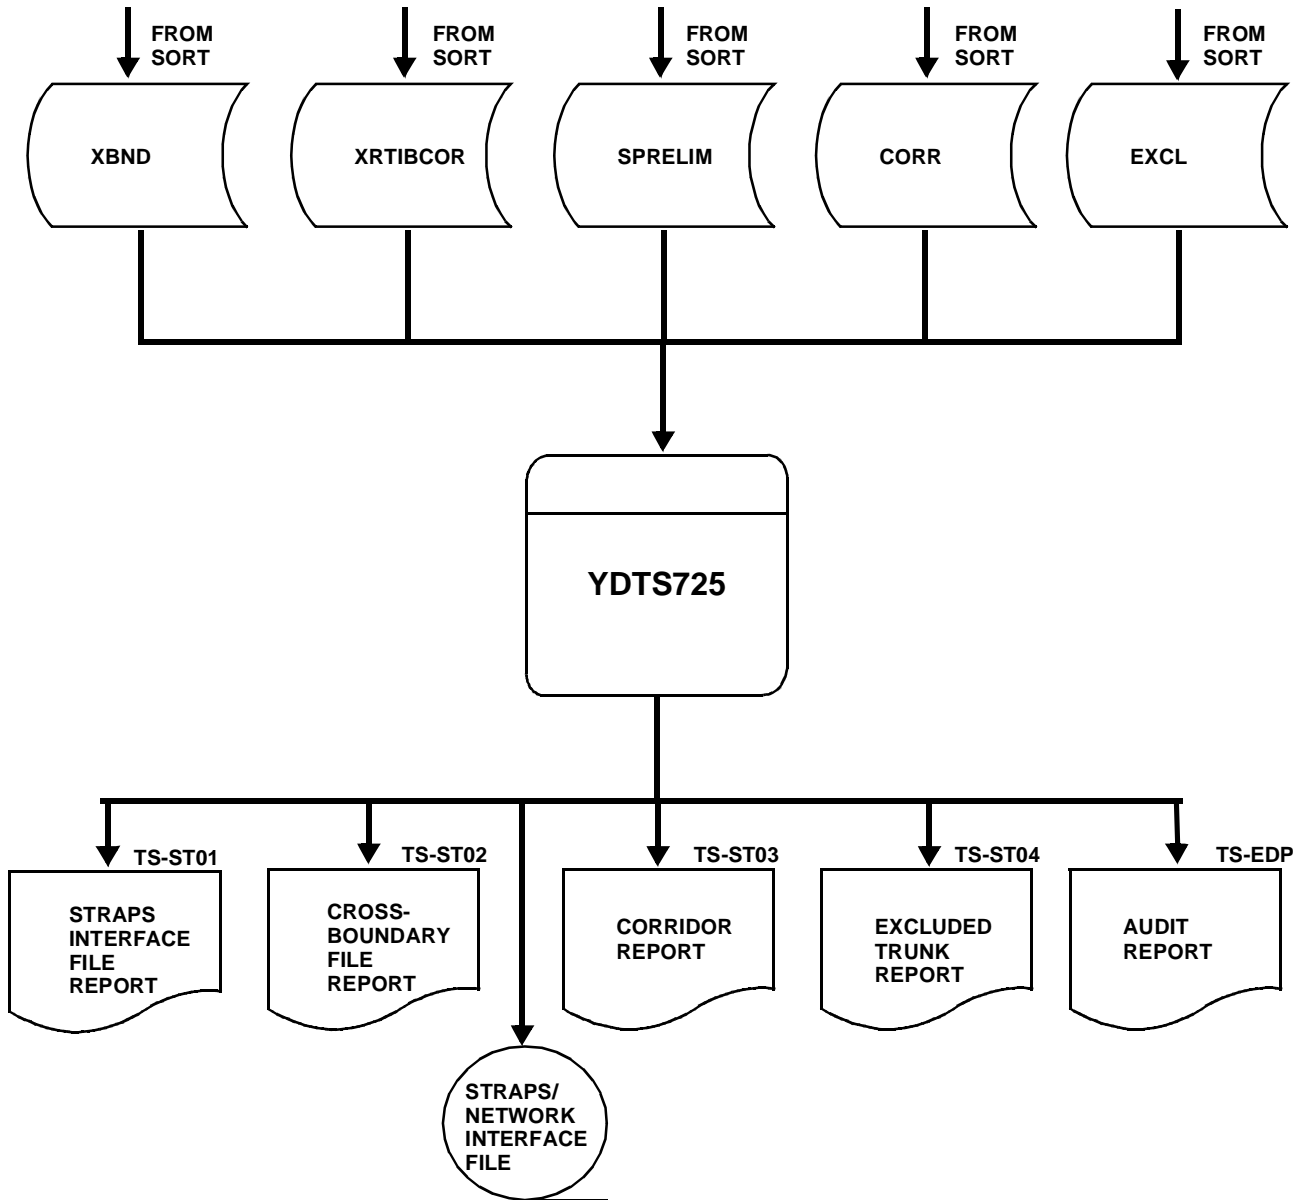 FROM
SORT
FROM
SORT
FROM
SORT
FROM
SORT
FROM
SORT
XBND
XRTIBCOR
SPRELIM
CORR
EXCL
YDTS725
TS-ST01
TS-ST02
TS-ST03
TS-ST04
TS-EDP
STRAPS
INTERFACE
FILE
REPORT
CROSS-
BOUNDARY
FILE
REPORT
CORRIDOR
REPORT
EXCLUDED
TRUNK
REPORT
AUDIT
REPORT
STRAPS/
NETWORK
INTERFACE
FILE